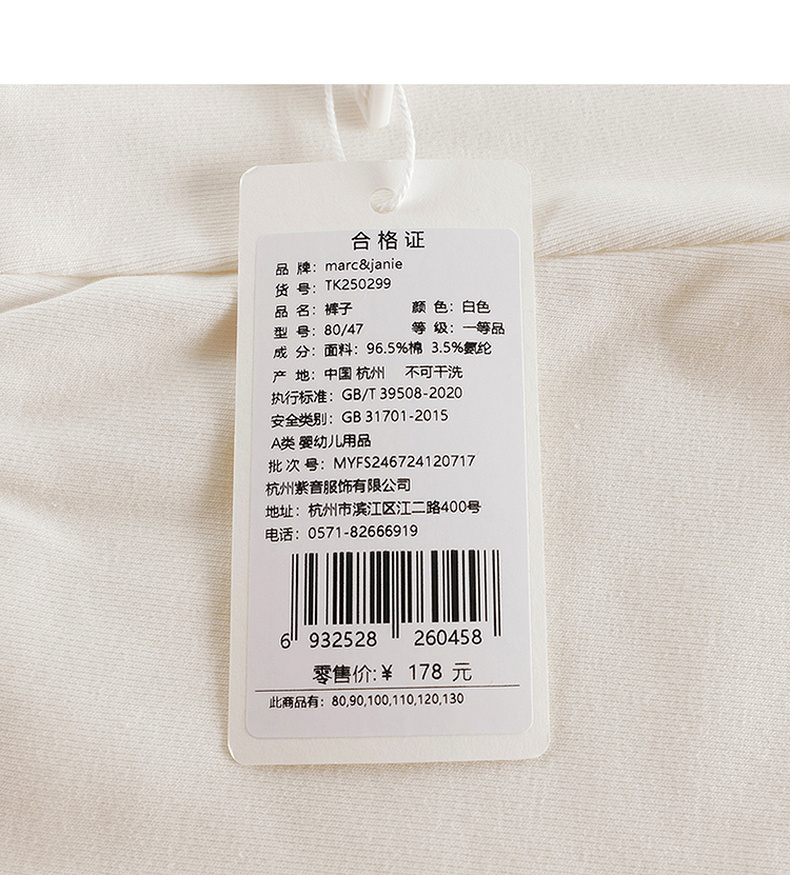 合格证
品 牌：marc&janie
货 号：TK250299
品 名：裤子 颜 色：白色
型 号：80/47 等 级：一等品
成 分：面料：96.5%棉 3.5%氨纶
产 地：中国 杭州 不可干洗
执行标准：GB/T 39508-2020
安全类别：GB 31701-2015
A类 婴幼儿用品
批 次 号：MYFS246724120717
杭州紫音服饰有限公司
地址：杭州市滨江区江二路400号
电话：0571-82666919
6 932528 260458
零售价:¥ 178 元
此商品有：80,90,100,110,120,130